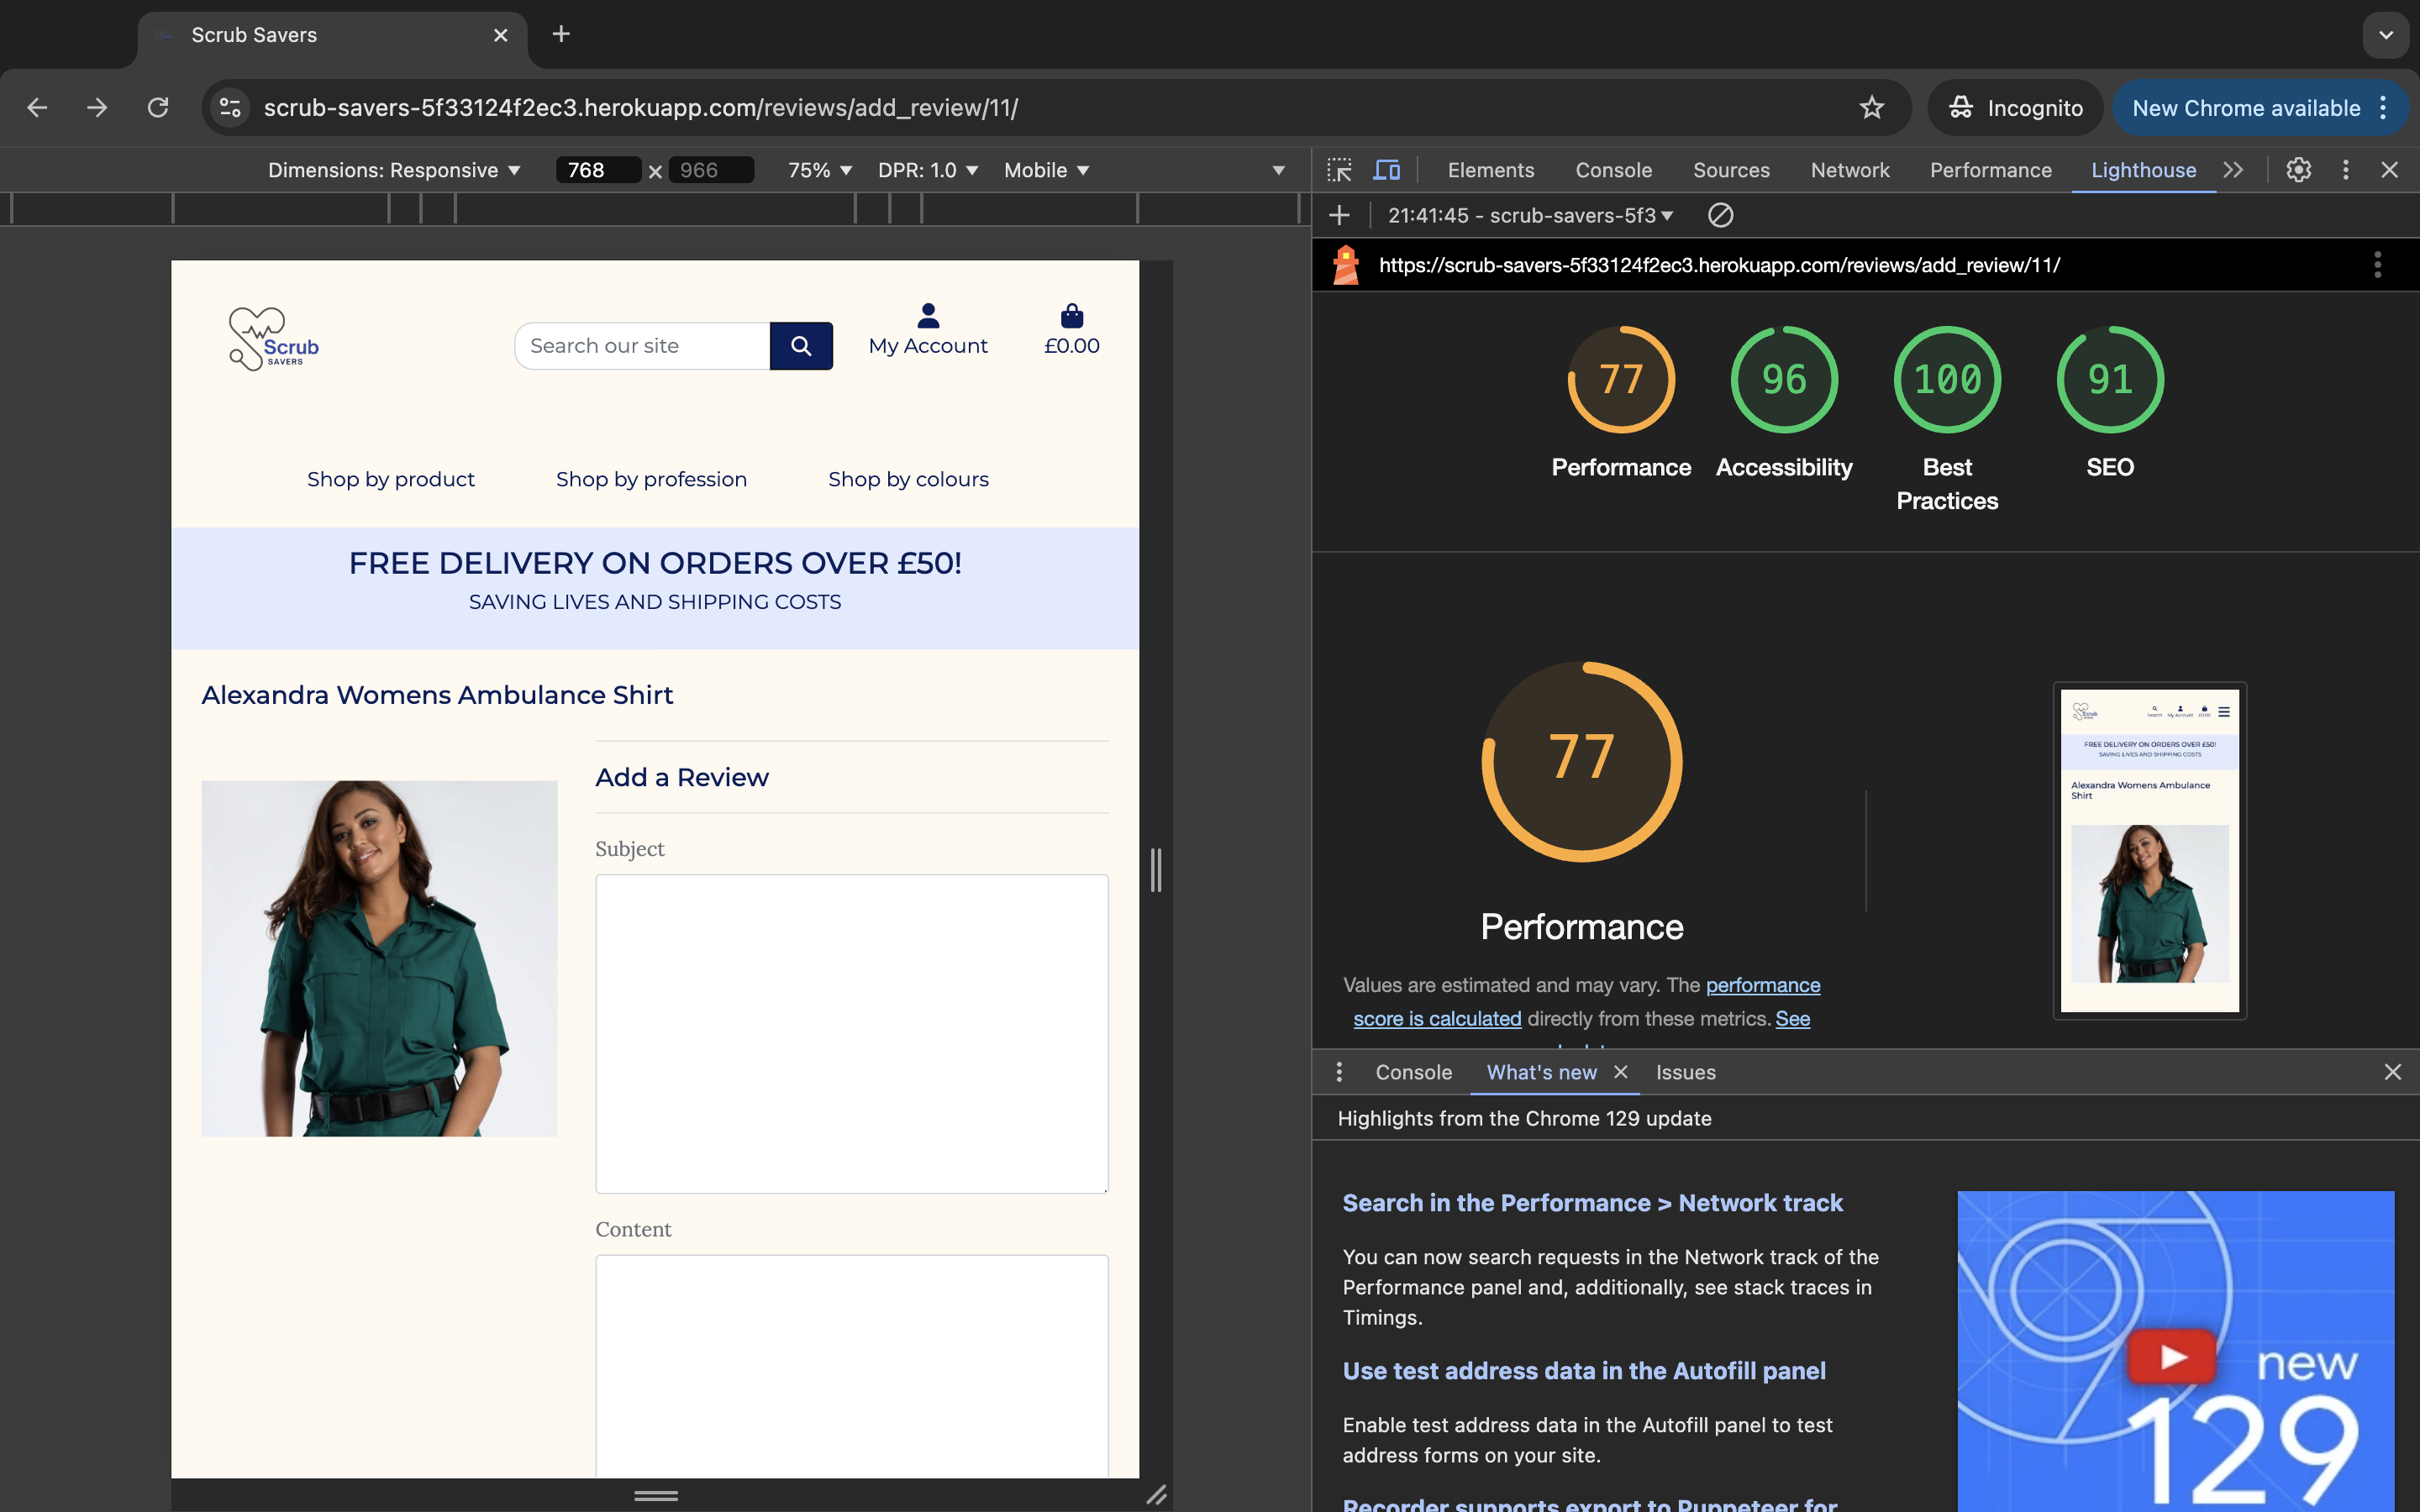 Scrub Savers
scrub-savers-5f33124f2ec3.herokuapp.com/reviews/add_review/11/
Incognito
New Chrome available
Dimensions: Responsive
768 x 966
75%
DPR: 1.0
Mobile
Scrub
SAVERS
Search our site
My Account
£0.00
Shop by product
Shop by profession
Shop by colours
FREE DELIVERY ON ORDERS OVER £50!
SAVING LIVES AND SHIPPING COSTS
Alexandra Womens Ambulance Shirt
Add a Review
Subject
Content
Elements
Console
Sources
Network
Performance
Lighthouse
21:41:45 - scrub-savers-5f3
https://scrub-savers-5f33124f2ec3.herokuapp.com/reviews/add_review/11/
77
Performance
96
Accessibility
100
Best
Practices
91
SEO
77
Performance
Values are estimated and may vary. The performance
score is calculated directly from these metrics. See
Scrub
Search
My Account
£0.00
FREE DELIVERY ON ORDERS OVER £50!
SAVING LIVES AND SHIPPING COSTS
Alexandra Womens Ambulance
Shirt
Console
What's new
Issues
Highlights from the Chrome 129 update
Search in the Performance > Network track
You can now search requests in the Network track of the
Performance panel and, additionally, see stack traces in
Timings.
Use test address data in the Autofill panel
Enable test address data in the Autofill panel to test
address forms on your site.
Recorder supports export to Puppeteer for
new
129